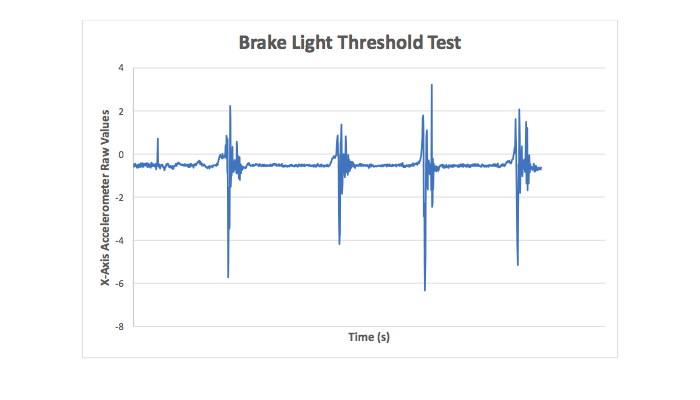 Brake Light Threshold Test
4
2
0
-2
-4
-6
-8
X-Axis Accelerometer Raw Values
Time (s)